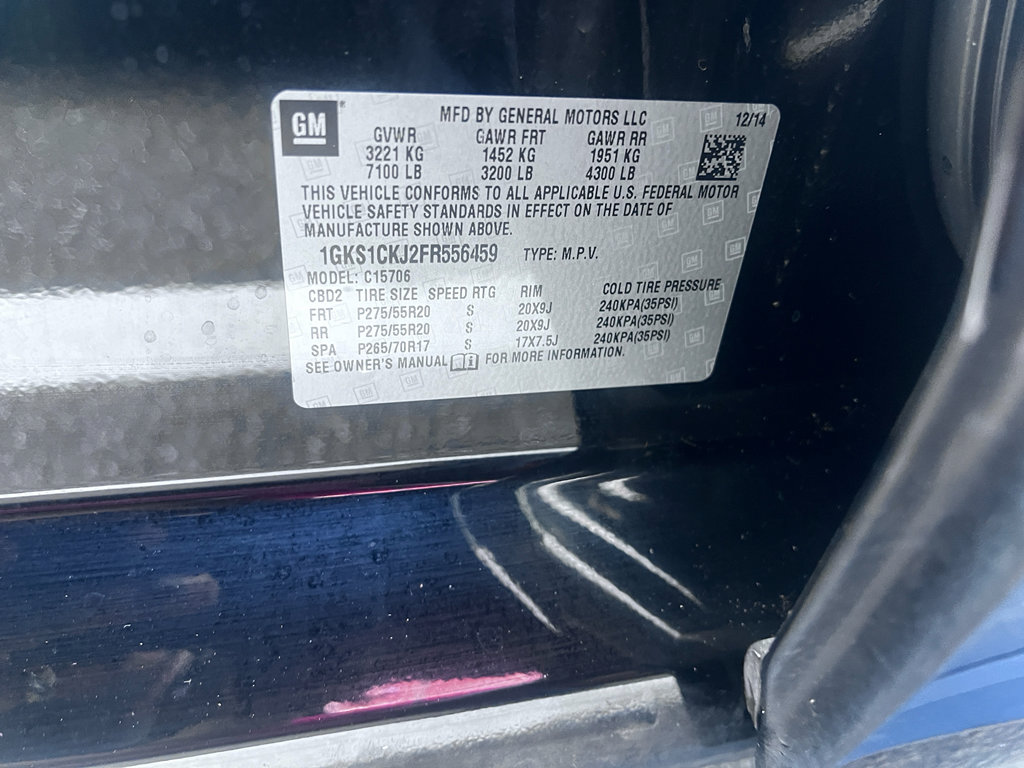 GM
MFD BY GENERAL MOTORS LLC 12/14
GVWR GAWR FRT GAWR RR
3221 KG 1452 KG 1951 KG
7100 LB 3200 LB 4300 LB
THIS VEHICLE CONFORMS TO ALL APPLICABLE U.S. FEDERAL MOTOR
VEHICLE SAFETY STANDARDS IN EFFECT ON THE DATE OF
MANUFACTURE SHOWN ABOVE.
1GKS1CKJ2FR556459 TYPE: M.P.V.
MODEL: C15706
CBD2 TIRE SIZE SPEED RTG RIM COLD TIRE PRESSURE
FRT P275/55R20 S 20X9J 240KPA(35PSI)
RR P275/55R20 S 20X9J 240KPA(35PSI)
SPA P265/70R17 S 17X7.5J 240KPA(35PSI)
SEE OWNER'S MANUAL FOR MORE INFORMATION.